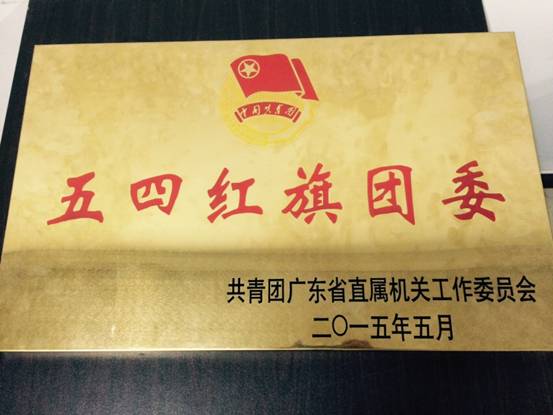 中国共青团
五四红旗团委
共青团广东省直属机关工作委员会
二〇一五年五月